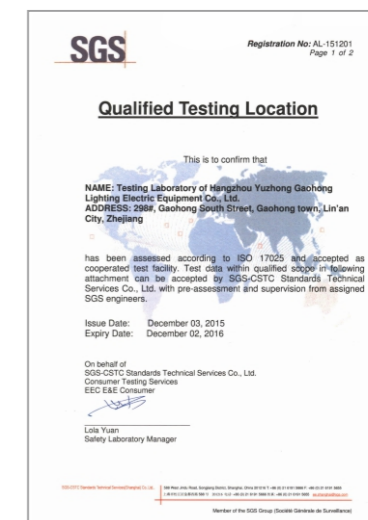 SGS
Registration No: AL-151201
Page 1 of 2
Qualified Testing Location
This is to confirm that
NAME: Testing Laboratory of Hangzhou Yuzhong Gaohong
Lighting Electric Equipment Co., Ltd.
ADDRESS: 298#, Gaohong South Street, Gaohong town, Lin'an
City, Zhejiang
has been assessed according to ISO 17025 and accepted as
cooperated test facility. Test data within qualified scope in following
attachment can be accepted by SGS-CSTC Standards Technical
Services Co., Ltd. with pre-assessment and supervision from assigned
SGS engineers.
Issue Date: December 03, 2015
Expiry Date: December 02, 2016
On behalf of
SGS-CSTC Standards Technical Services Co., Ltd.
Consumer Testing Services
EEC E&E Consumer
Lola Yuan
Safety Laboratory Manager
Member of the SGS Group (Société Générale de Surveillance)